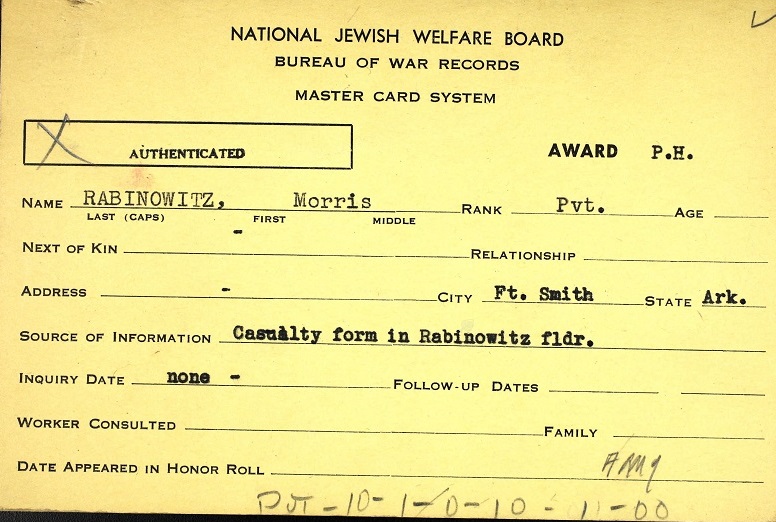 NATIONAL JEWISH WELFARE BOARD
BUREAU OF WAR RECORDS
MASTER CARD SYSTEM
X AUTHENTICATED AWARD P.H.
NAME RABINOWITZ, Morris RANK Pvt. AGE
LAST (CAPS) FIRST MIDDLE
NEXT OF KIN - RELATIONSHIP
ADDRESS - CITY Ft. Smith STATE Ark.
SOURCE OF INFORMATION Casualty form in Rabinowitz fldr.
INQUIRY DATE none - FOLLOW-UP DATES
WORKER CONSULTED FAMILY
DATE APPEARED IN HONOR ROLL Army